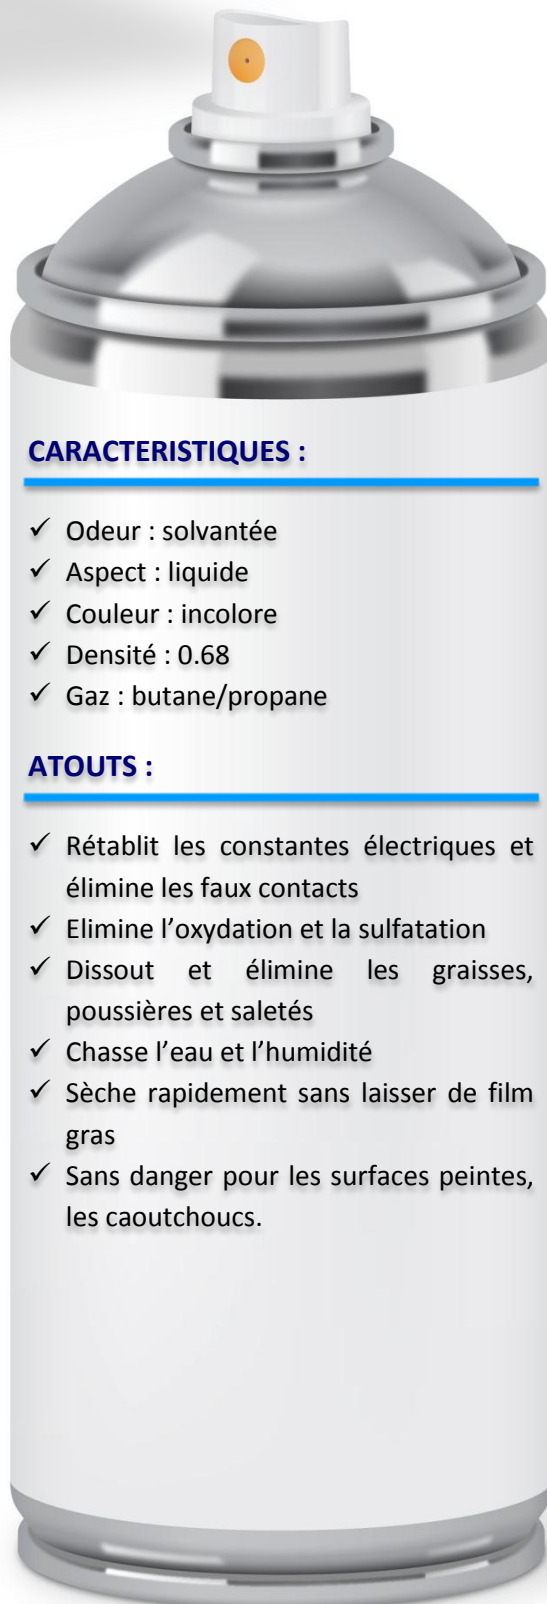 CARACTERISTIQUES :
✓ Odeur : solvantée
✓ Aspect : liquide
✓ Couleur : incolore
✓ Densité : 0.68
✓ Gaz : butane/propane
ATOUTS :
✓ Rétablit les constantes électriques et
élimine les faux contacts
✓ Elimine l’oxydation et la sulfatation
✓ Dissout et élimine les graisses,
poussières et saletés
✓ Chasse l’eau et l’humidité
✓ Sèche rapidement sans laisser de film
gras
✓ Sans danger pour les surfaces peintes,
les caoutchoucs.